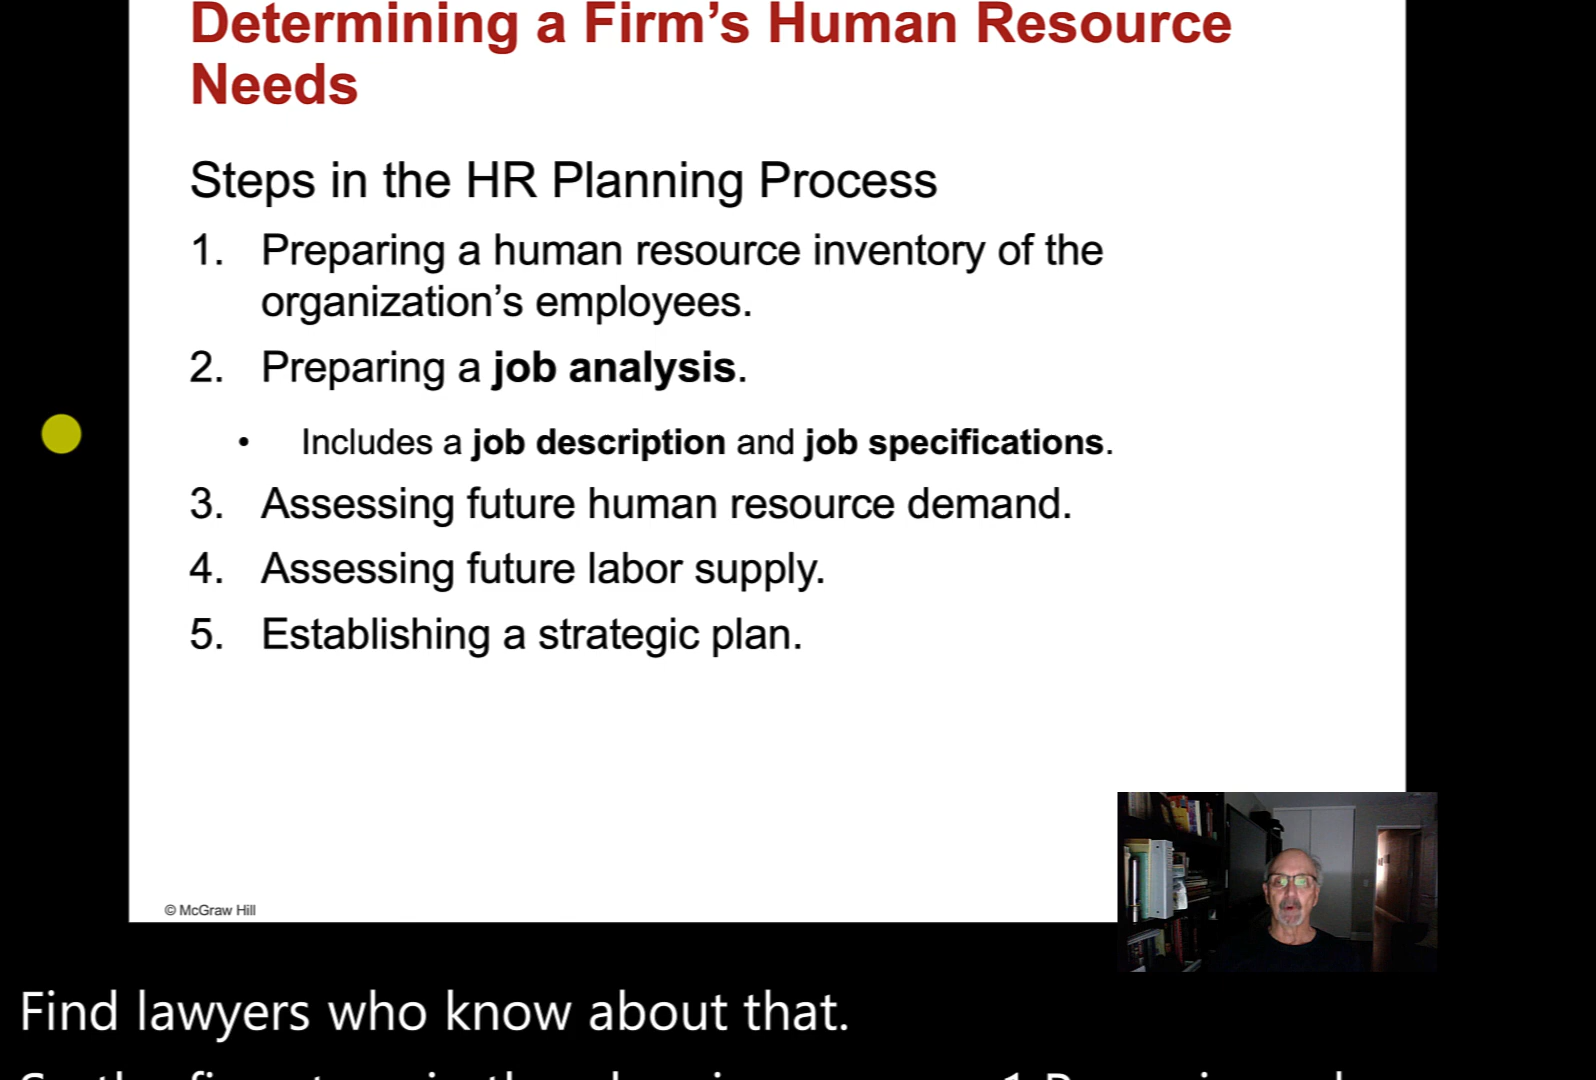 Determining a Firm’s Human Resource
Needs
Steps in the HR Planning Process
1. Preparing a human resource inventory of the
organization’s employees.
2. Preparing a job analysis.
• Includes a job description and job specifications.
3. Assessing future human resource demand.
4. Assessing future labor supply.
5. Establishing a strategic plan.
© McGraw Hill
Find lawyers who know about that.